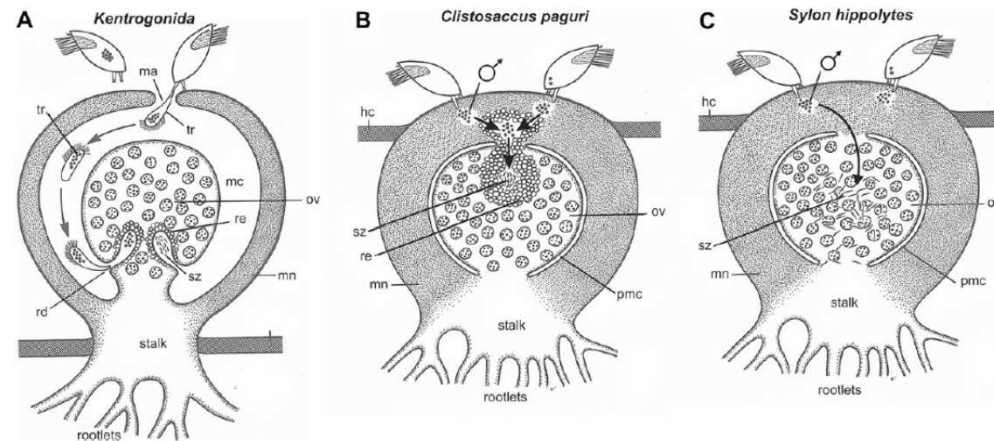 A
Kentrogonida
ma
tr
tr
mc
ov
re
sz
mn
rd
stalk
rootlets
B
Clistosaccus paguri
♂
hc
ov
sz
re
mn
pmc
stalk
rootlets
C
Sylon hippolytes
♂
hc
o
sz
mn
pmc
stalk
rootlets